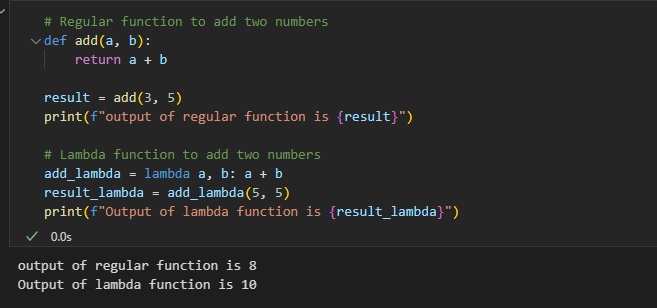 # Regular function to add two numbers
def add(a, b):
    return a + b
result = add(3, 5)
print(f"output of regular function is {result}")
# Lambda function to add two numbers
add_lambda = lambda a, b: a + b
result_lambda = add_lambda(5, 5)
print(f"Output of lambda function is {result_lambda}")
0.0s
output of regular function is 8
Output of lambda function is 10